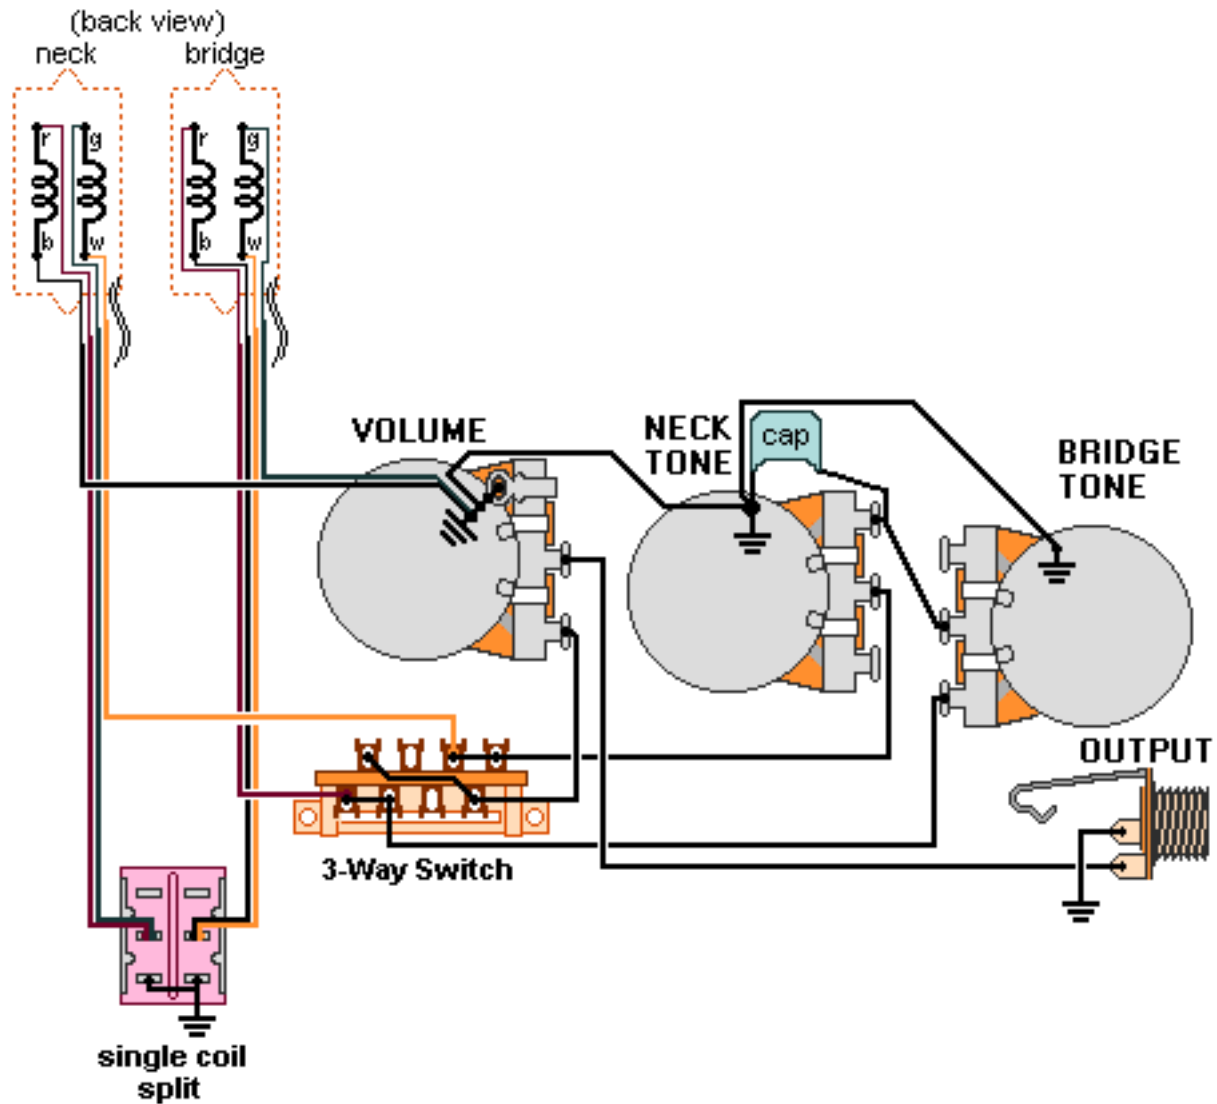 (back view)
neck
bridge
r
g
r
g
b
w
b
w
VOLUME
NECK
TONE
cap
BRIDGE
TONE
OUTPUT
3-Way Switch
single coil
split